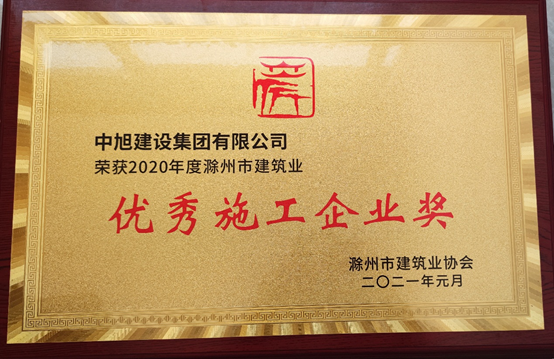 中旭建设集团有限公司
荣获2020年度滁州市建筑业
优秀施工企业奖
滁州市建筑业协会
二〇二一年元月